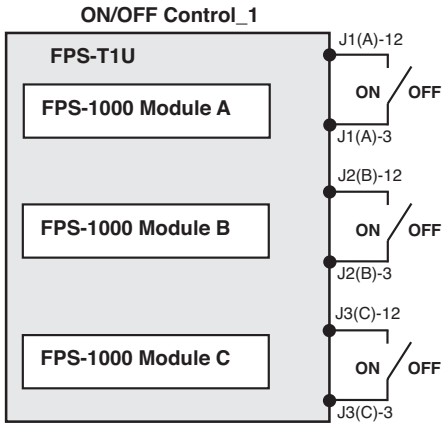 ON/OFF Control_1
FPS-T1U
J1(A)-12
FPS-1000 Module A
ON OFF
J1(A)-3
J2(B)-12
FPS-1000 Module B
ON OFF
J2(B)-3
J3(C)-12
FPS-1000 Module C
ON OFF
J3(C)-3